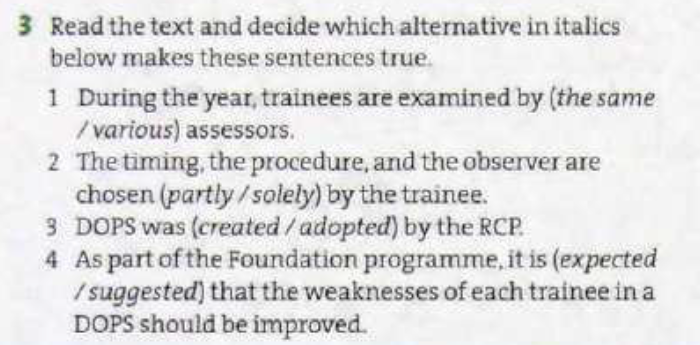 3 Read the text and decide which alternative in italics
below makes these sentences true.
1 During the year, trainees are examined by (the same
/ various) assessors.
2 The timing, the procedure, and the observer are
chosen (partly / solely) by the trainee.
3 DOPS was (created / adopted) by the RCP.
4 As part of the Foundation programme, it is (expected
/ suggested) that the weaknesses of each trainee in a
DOPS should be improved.